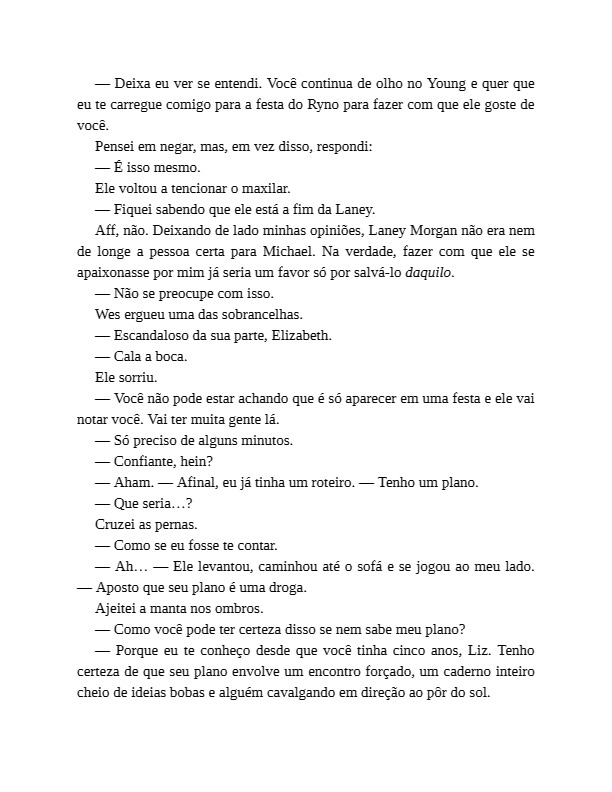 — Deixa eu ver se entendi. Você continua de olho no Young e quer que
eu te carregue comigo para a festa do Ryno para fazer com que ele goste de
você.
Pensei em negar, mas, em vez disso, respondi:
— É isso mesmo.
Ele voltou a tencionar o maxilar.
— Fiquei sabendo que ele está a fim da Laney.
Aff, não. Deixando de lado minhas opiniões, Laney Morgan não era nem
de longe a pessoa certa para Michael. Na verdade, fazer com que ele se
apaixonasse por mim já seria um favor só por salvá-lo daquilo.
— Não se preocupe com isso.
Wes ergueu uma das sobrancelhas.
— Escandaloso da sua parte, Elizabeth.
— Cala a boca.
Ele sorriu.
— Você não pode estar achando que é só aparecer em uma festa e ele vai
notar você. Vai ter muita gente lá.
— Só preciso de alguns minutos.
— Confiante, hein?
— Aham. — Afinal, eu já tinha um roteiro. — Tenho um plano.
— Que seria…?
Cruzei as pernas.
— Como se eu fosse te contar.
— Ah… — Ele levantou, caminhou até o sofá e se jogou ao meu lado.
— Aposto que seu plano é uma droga.
Ajeitei a manta nos ombros.
— Como você pode ter certeza disso se nem sabe meu plano?
— Porque eu te conheço desde que você tinha cinco anos, Liz. Tenho
certeza de que seu plano envolve um encontro forçado, um caderno inteiro
cheio de ideias bobas e alguém cavalgando em direção ao pôr do sol.